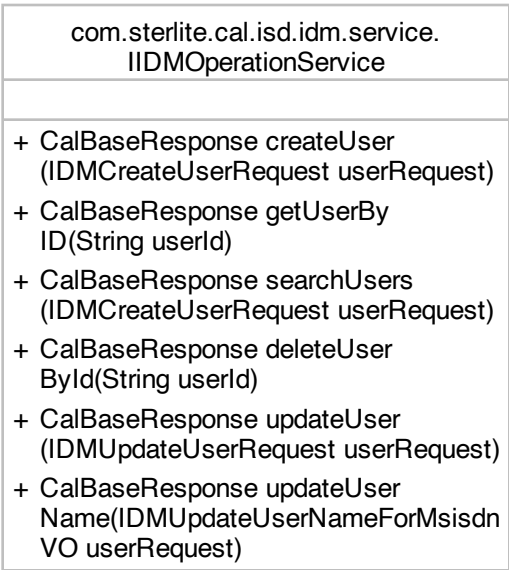 com.sterlite.cal.isd.idm.service.
IIDMOperationService
+ CalBaseResponse createUser
(IDMCreateUserRequest userRequest)
+ CalBaseResponse getUserBy
ID(String userId)
+ CalBaseResponse searchUsers
(IDMCreateUserRequest userRequest)
+ CalBaseResponse deleteUser
ById(String userId)
+ CalBaseResponse updateUser
(IDMUpdateUserRequest userRequest)
+ CalBaseResponse updateUser
Name(IDMUpdateUserNameForMsisdn
VO userRequest)